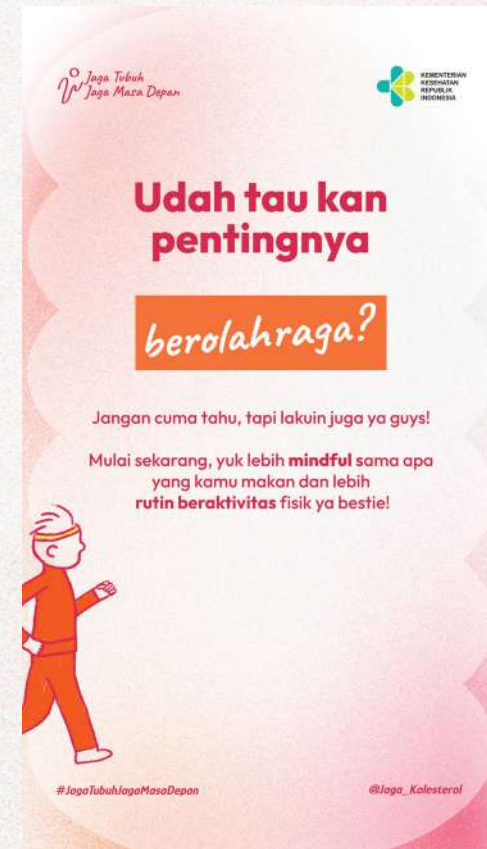 Jaga Tubuh
Jaga Masa Depan
KEMENTERIAN
KESEHATAN
REPUBLIK
INDONESIA
Udah tau kan
pentingnya
berolahraga?
Jangan cuma tahu, tapi lakuin juga ya guys!
Mulai sekarang, yuk lebih mindful sama apa
yang kamu makan dan lebih
rutin beraktivitas fisik ya bestie!
#JagaTubuhJagaMasaDepan
@Jaga_Kolesterol